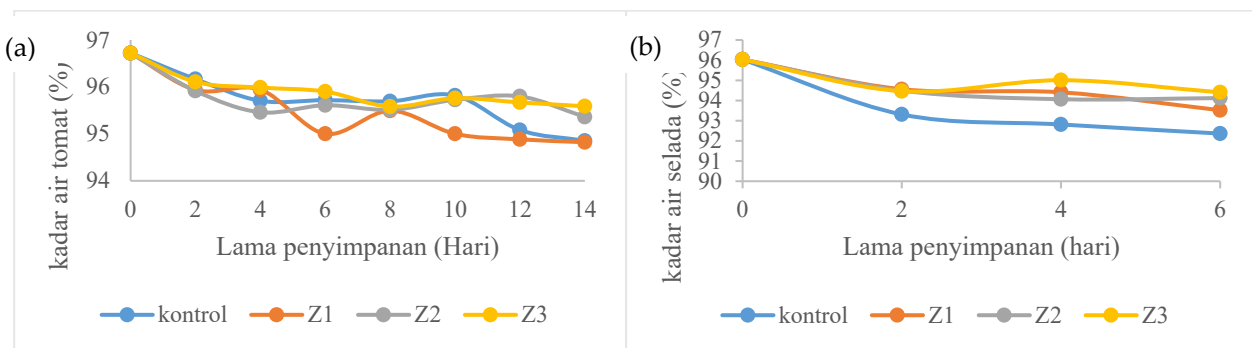 (a)
kadar air tomat (%)
97
96
95
94
0 2 4 6 8 10 12 14
Lama penyimpanan (Hari)
kontrol Z1 Z2 Z3
(b)
kadar air selada (%)
97
96
95
94
93
92
91
90
0 2 4 6
Lama penyimpanan (hari)
kontrol Z1 Z2 Z3